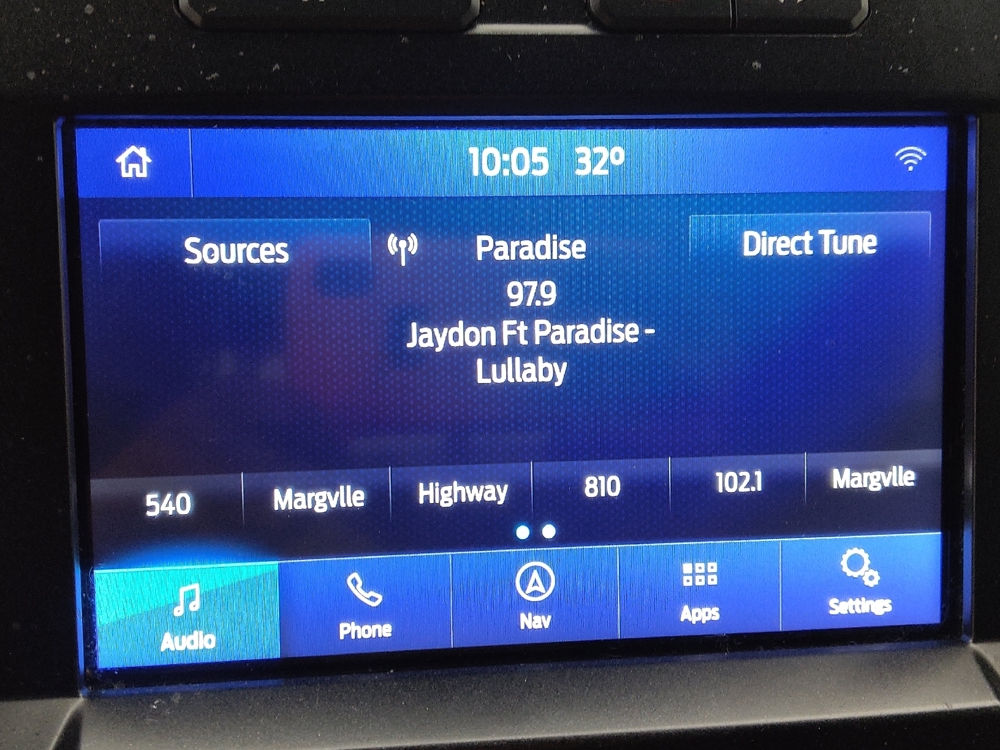 10:05 32º
Sources
Paradise
Direct Tune
97.9
Jaydon Ft Paradise -
Lullaby
540 Margvlle Highway 810 102.1 Margvlle
Audio Phone Nav Apps Settings